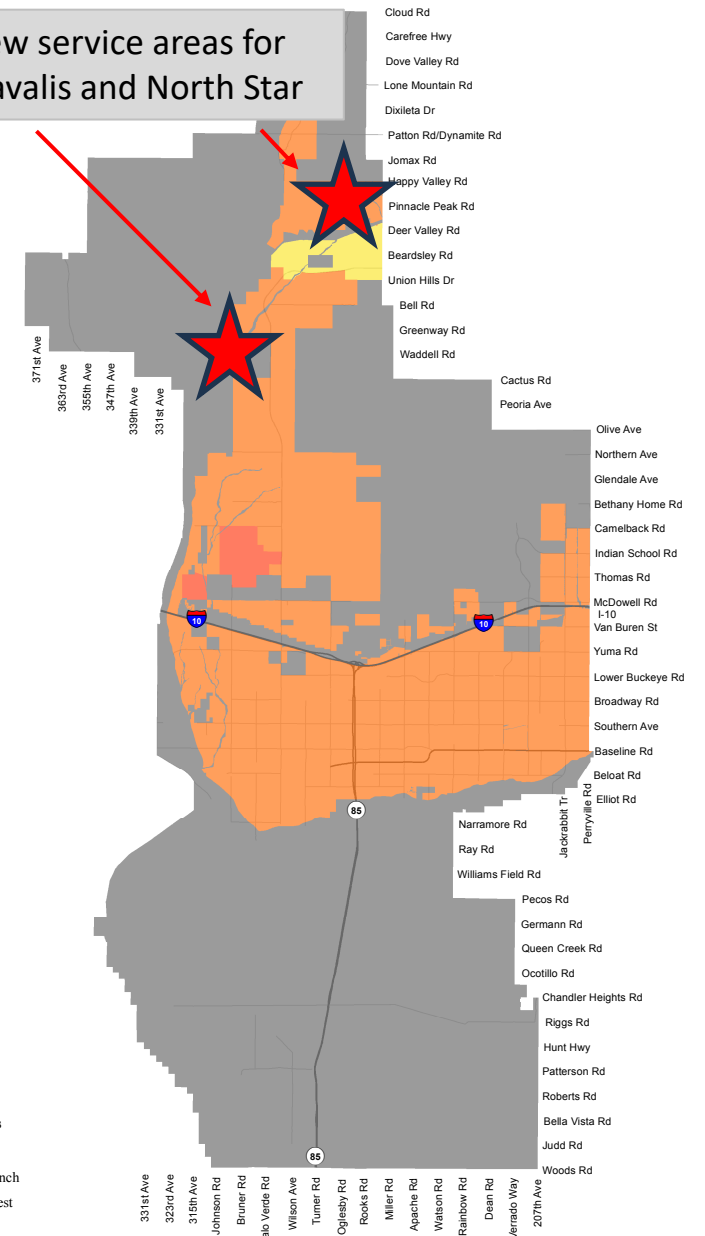 ew service areas for
avalis and North Star
Cloud Rd
Carefree Hwy
Dove Valley Rd
Lone Mountain Rd
Dixileta Dr
Patton Rd/Dynamite Rd
Jomax Rd
Happy Valley Rd
Pinnacle Peak Rd
Deer Valley Rd
Beardsley Rd
Union Hills Dr
Bell Rd
Greenway Rd
Waddell Rd
371st Ave
363rd Ave
355th Ave
347th Ave
339th Ave
331st Ave
Cactus Rd
Peoria Ave
Olive Ave
Northern Ave
Glendale Ave
Bethany Home Rd
Camelback Rd
Indian School Rd
Thomas Rd
McDowell Rd
I-10
10
10
Van Buren St
Yuma Rd
Lower Buckeye Rd
Broadway Rd
Southern Ave
Baseline Rd
Beloat Rd
Elliot Rd
Jackrabbit Tr
Perryville Rd
85
Narramore Rd
Ray Rd
Williams Field Rd
Pecos Rd
Germann Rd
Queen Creek Rd
Ocotillo Rd
Chandler Heights Rd
Riggs Rd
Hunt Hwy
Patterson Rd
Roberts Rd
Bella Vista Rd
Judd Rd
Woods Rd
85
s
nch
est
331st Ave
323rd Ave
315th Ave
Johnson Rd
Bruner Rd
alo Verde Rd
Wilson Ave
Turner Rd
Oglesby Rd
Rooks Rd
Miller Rd
Apache Rd
Watson Rd
Rainbow Rd
Dean Rd
Verrado Way
207th Ave